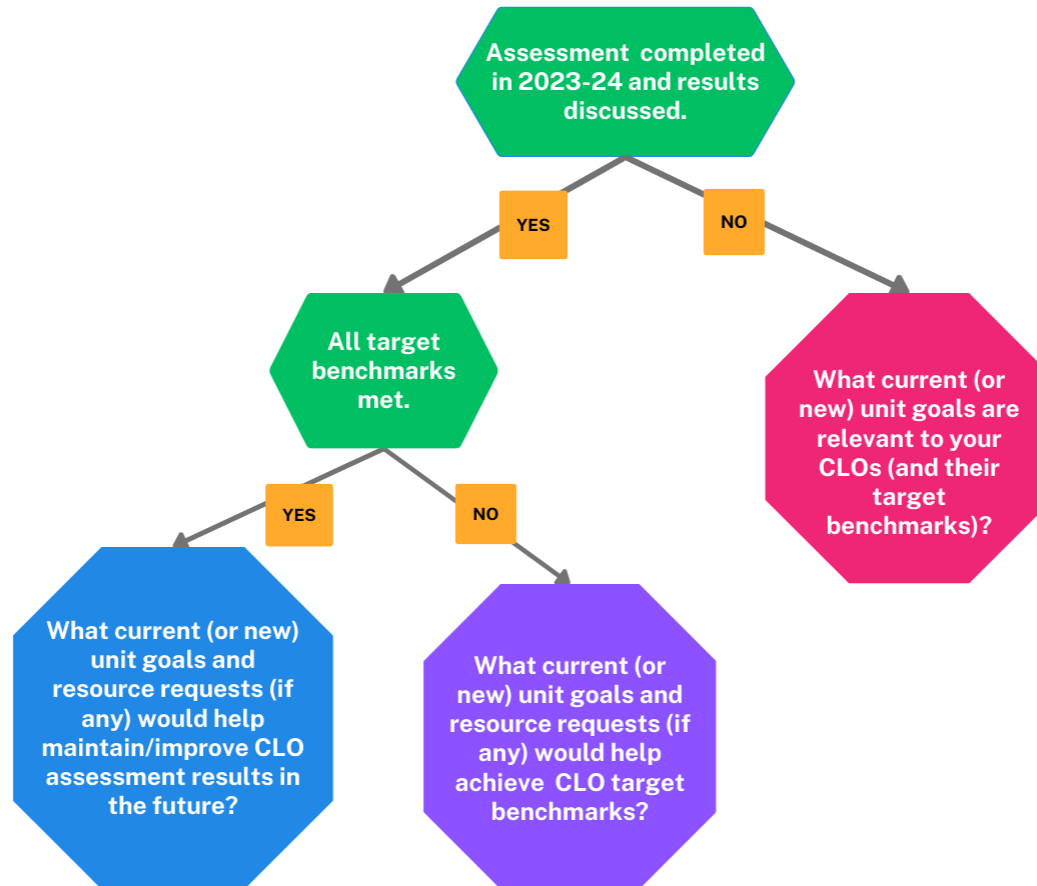 Assessment completed
in 2023-24 and results
discussed.
YES
NO
All target
benchmarks
met.
What current (or
new) unit goals are
relevant to your
CLOs (and their
target
benchmarks)?
YES
NO
What current (or new)
unit goals and
resource requests (if
any) would help
maintain/improve CLO
assessment results in
the future?
What current (or
new) unit goals and
resource requests (if
any) would help
achieve CLO target
benchmarks?